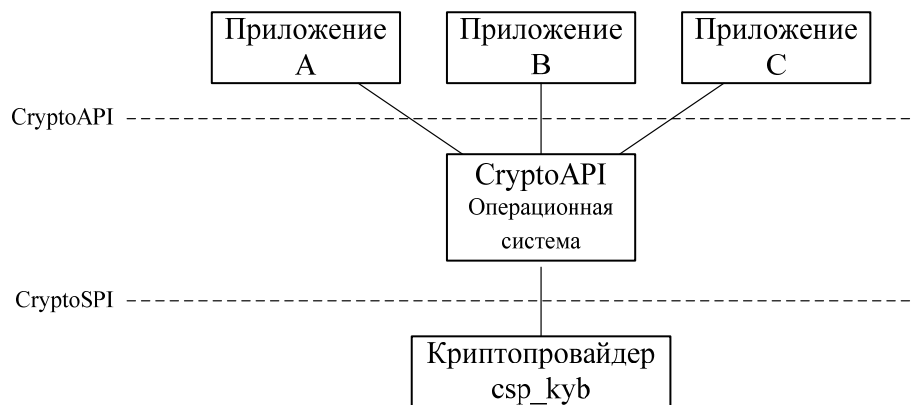 Приложение
A
Приложение
B
Приложение
C
CryptoAPI
CryptoAPI
Операционная
система
CryptoSPI
Криптопровайдер
csp_kyb